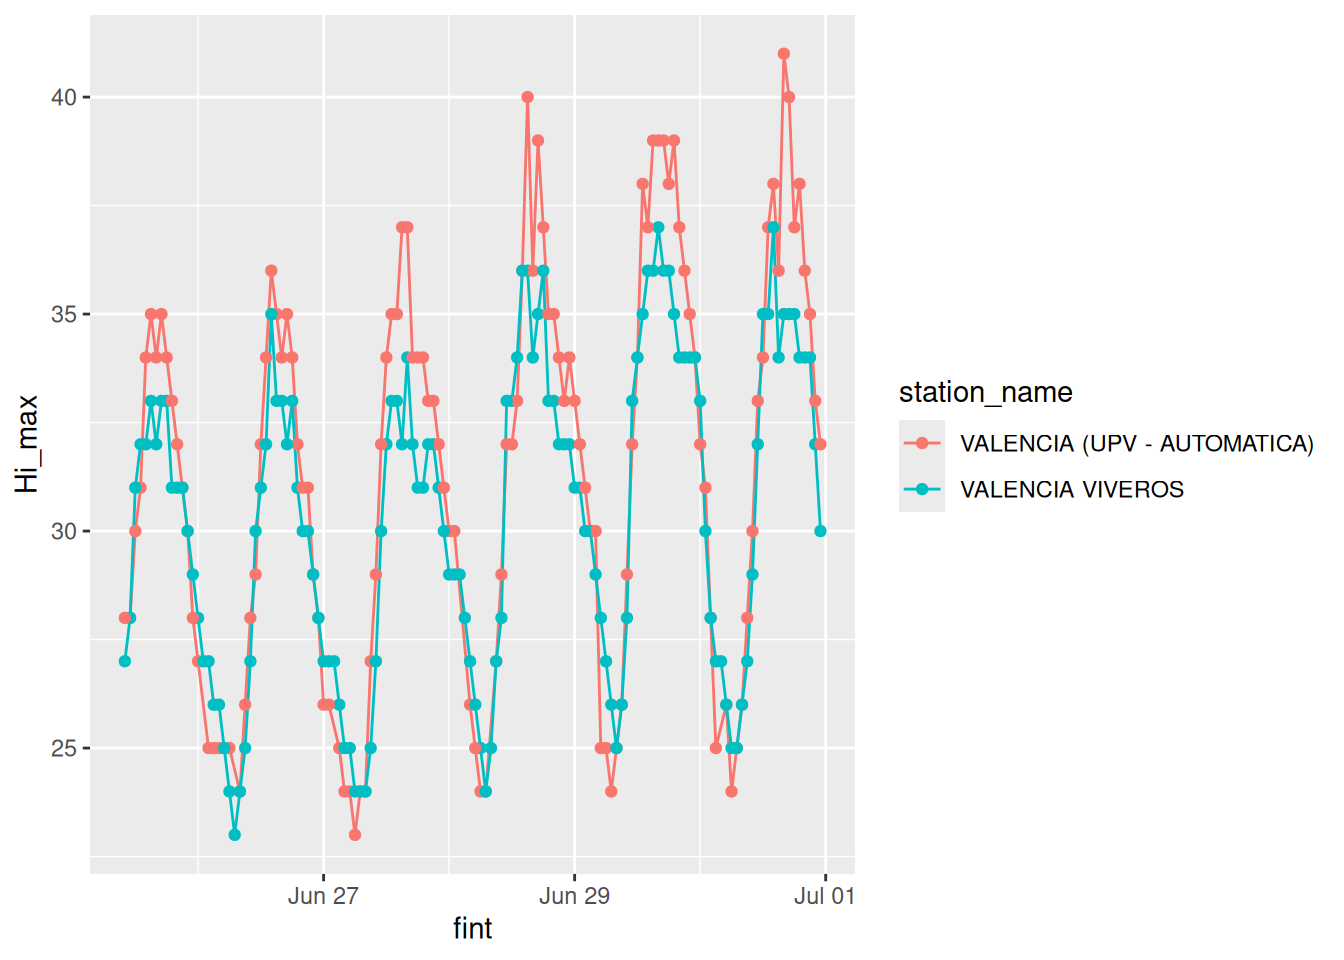 40
35
30
25
Hi_max
Jun 27
Jun 29
Jul 01
fint
station_name
VALENCIA (UPV - AUTOMATICA)
VALENCIA VIVEROS